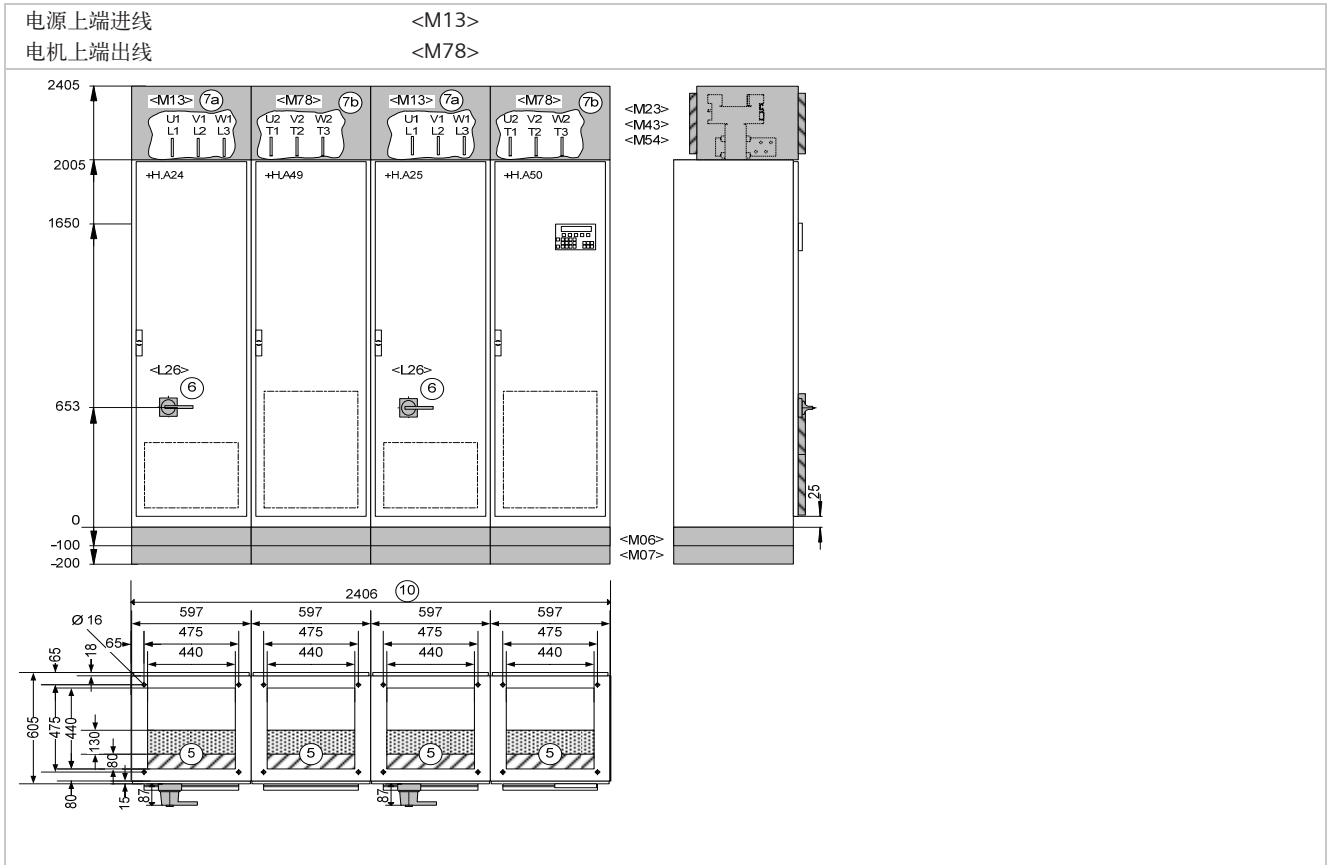 电源上端进线 <M13>
电机上端出线 <M78>
2405
<M13> 7a <M78> 7b <M13> 7a <M78> 7b
U1 V1 W1 U2 V2 W2 U1 V1 W1 U2 V2 W2
L1 L2 L3 T1 T2 T3 L1 L2 L3 T1 T2 T3
<M23>
<M43>
<M54>
2005
+H.A24 +H.A49 +H.A25 +H.A50
1650
<L26> <L26>
6 6
653
25
0
-100 <M06>
-200 <M07>
2406 10
597 597 597 597
Ø 16
475 475 475 475
65 18 65
440 440 440 440
605 475 440 130 80
5 5 5 5
80 15 87 87